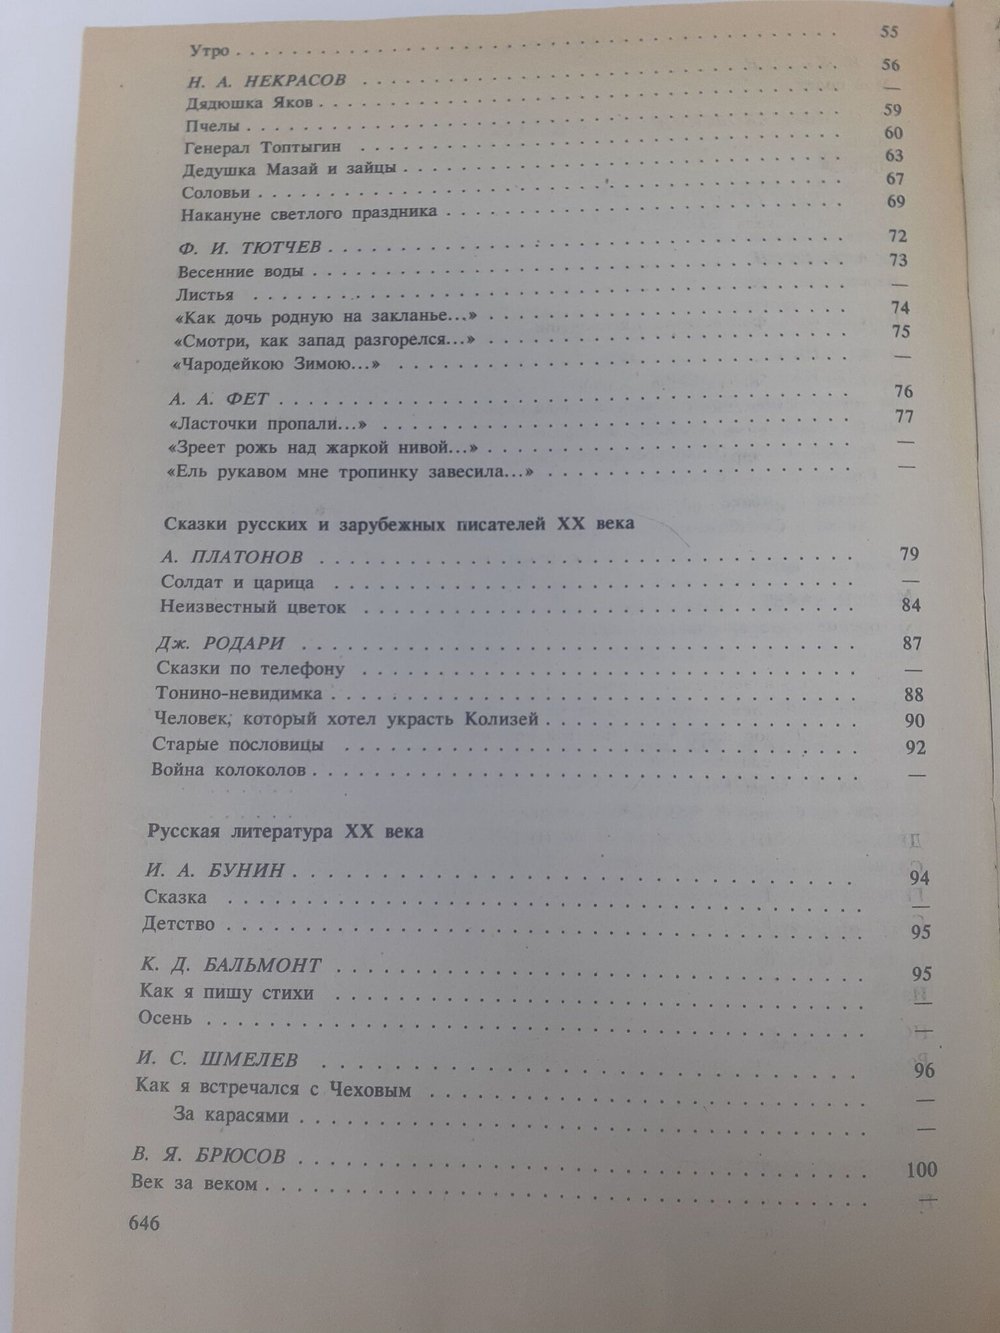 Утро . . . . . . . . . . 55
Н. А. НЕКРАСОВ . . . . . . . . . . 56
Дядюшка Яков . . . . . . . . . . —
Пчелы . . . . . . . . . . 59
Генерал Топтыгин . . . . . . . . . . 60
Дедушка Мазай и зайцы . . . . . . . . . . 63
Соловьи . . . . . . . . . . 67
Накануне светлого праздника . . . . . . . . . . 69
Ф. И. ТЮТЧЕВ . . . . . . . . . . 72
Весенние воды . . . . . . . . . . 73
Листья . . . . . . . . . . —
«Как дочь родную на закланье...» . . . . . . . . . . 74
«Смотри, как запад разгорелся...» . . . . . . . . . . 75
«Чародейкою Зимою...» . . . . . . . . . . —
А. А. ФЕТ . . . . . . . . . . 76
«Ласточки пропали...» . . . . . . . . . . 77
«Зреет рожь над жаркой нивой...» . . . . . . . . . . —
«Ель рукавом мне тропинку завесила...» . . . . . . . . . . —
Сказки русских и зарубежных писателей XX века
А. ПЛАТОНОВ . . . . . . . . . . 79
Солдат и царица . . . . . . . . . . —
Неизвестный цветок . . . . . . . . . . 84
Дж. РОДАРИ . . . . . . . . . . 87
Сказки по телефону . . . . . . . . . . —
Тонино-невидимка . . . . . . . . . . 88
Человек, который хотел украсть Колизей . . . . . . . . . . 90
Старые пословицы . . . . . . . . . . 92
Война колоколов . . . . . . . . . . —
Русская литература XX века
И. А. БУНИН . . . . . . . . . . 94
Сказка . . . . . . . . . . —
Детство . . . . . . . . . . 95
К. Д. БАЛЬМОНТ . . . . . . . . . . 95
Как я пишу стихи . . . . . . . . . . —
Осень . . . . . . . . . . —
И. С. ШМЕЛЕВ . . . . . . . . . . 96
Как я встречался с Чеховым . . . . . . . . . . —
За карасями . . . . . . . . . . —
В. Я. БРЮСОВ . . . . . . . . . . 100
Век за веком . . . . . . . . . . —
646